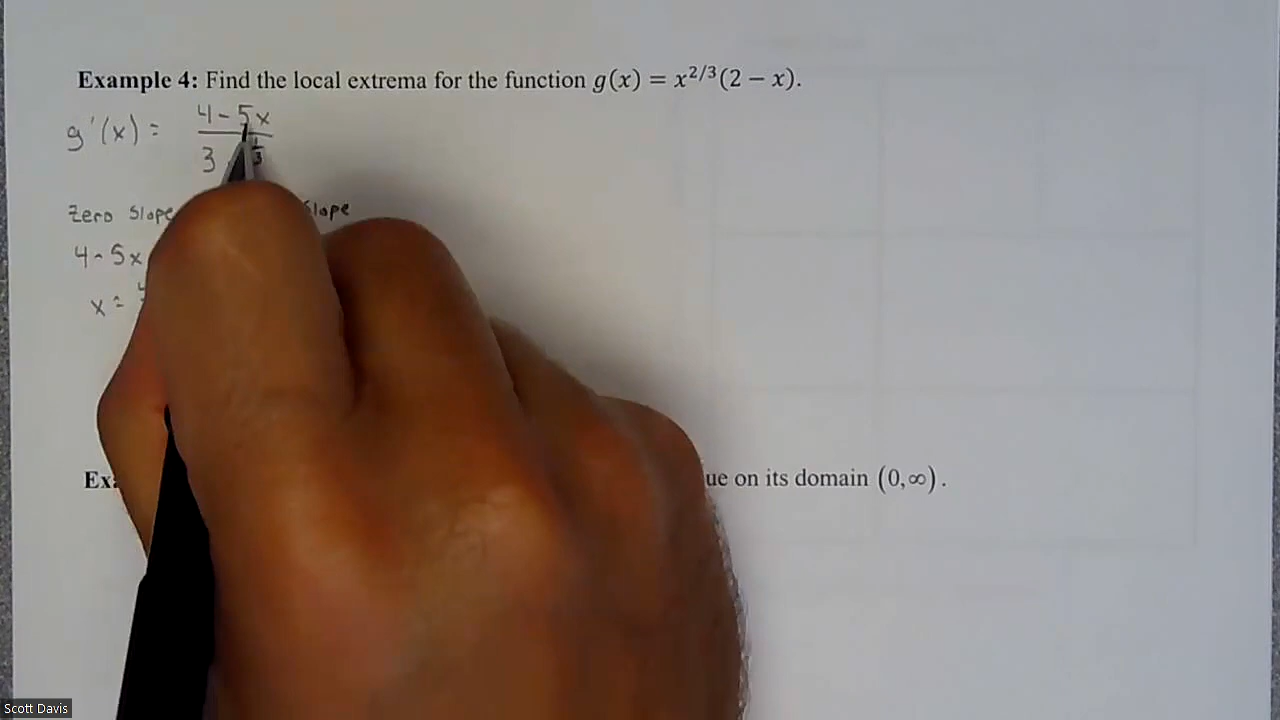 Example 4: Find the local extrema for the function g(x) = x^{2/3}(2 − x).
g'(x) = 4 - 5x
3
Zero Slope slope
4 - 5x
x =
ue on its domain (0,∞).
Scott Davis